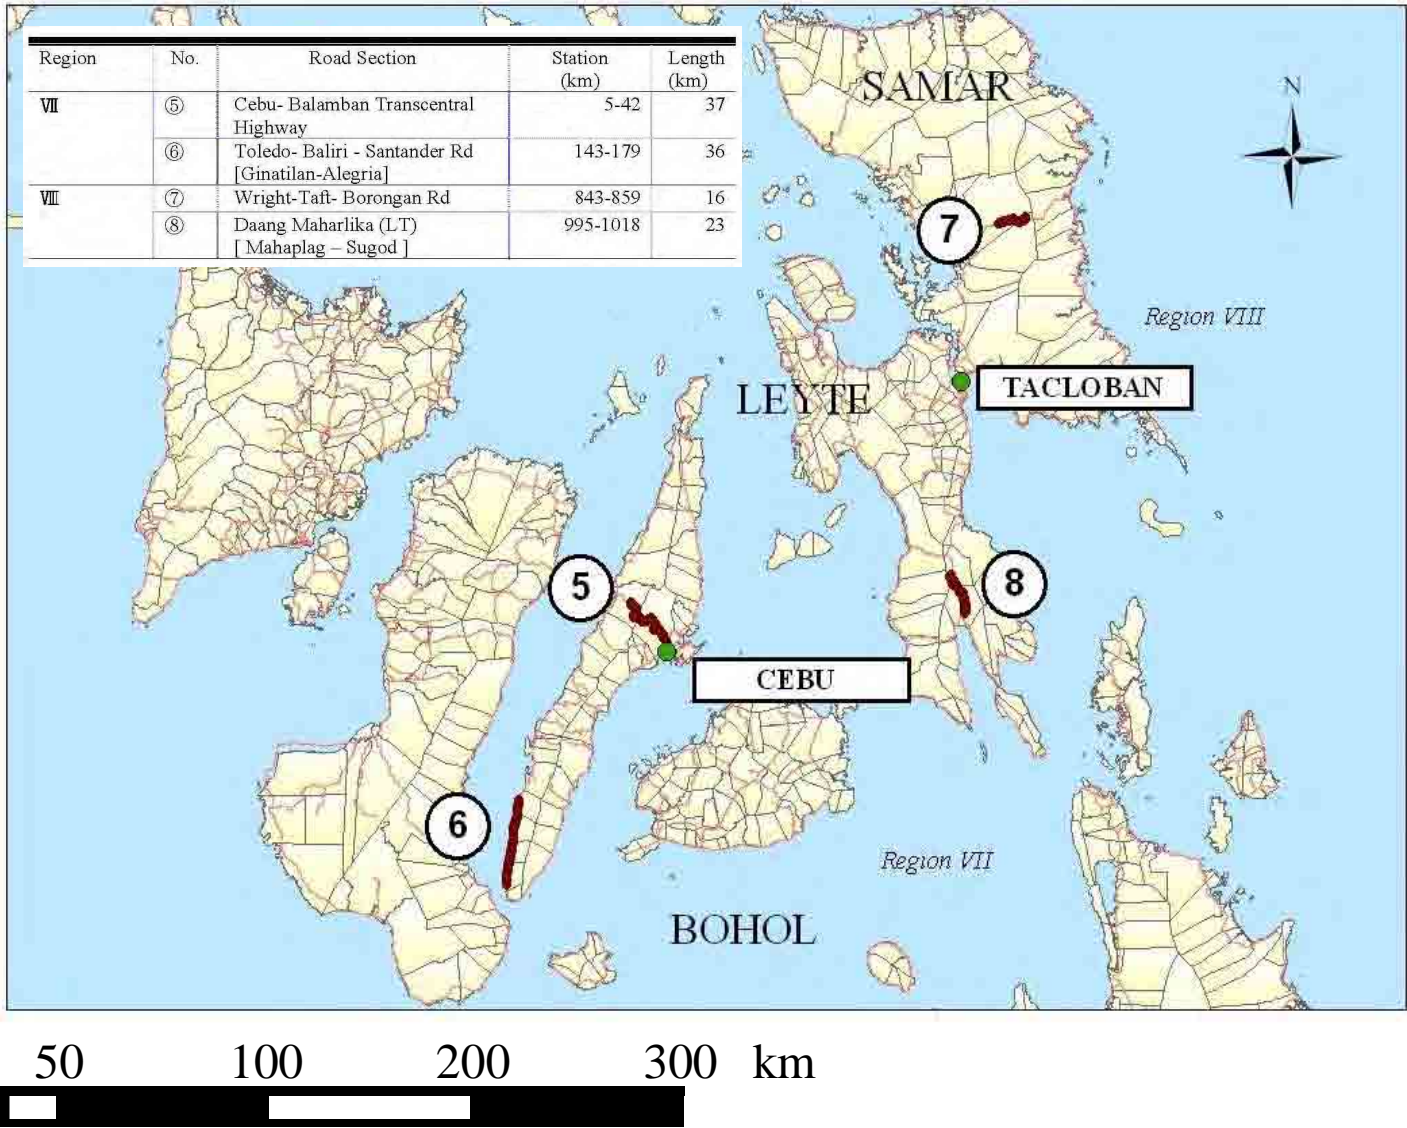 Region No. Road Section Station (km) Length (km)
Ⅶ ⑤ Cebu- Balamban Transcentral Highway 5-42 37
⑥ Toledo- Baliri - Santander Rd [Ginatilan-Alegria] 143-179 36
Ⅷ ⑦ Wright-Taft- Borongan Rd 843-859 16
⑧ Daang Maharlika (LT) [ Mahaplag – Sugod ] 995-1018 23
SAMAR
N
7
Region VIII
TACLOBAN
LEYTE
5
8
CEBU
6
Region VII
BOHOL
50 100 200 300 km